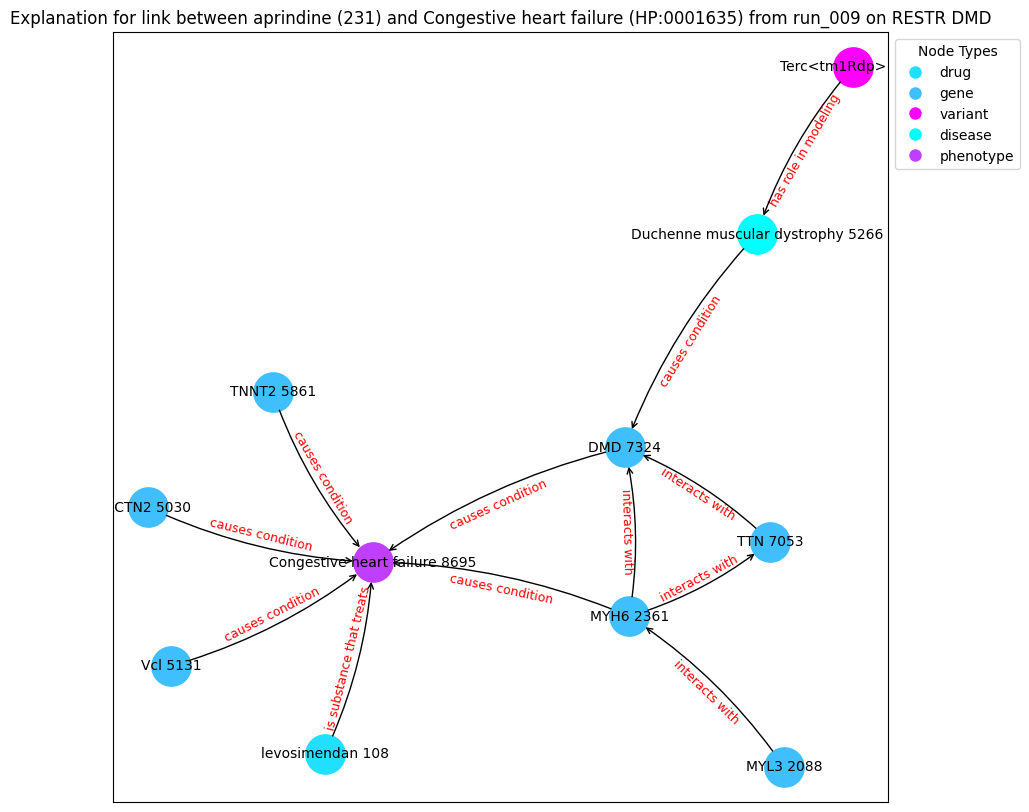 Explanation for link between aprindine (231) and Congestive heart failure (HP:0001635) from run_009 on RESTR DMD
Node Types
drug
gene
variant
disease
phenotype
Terc<tm1Rdp>
has role in modeling
Duchenne muscular dystrophy 5266
causes condition
TNNT2 5861
causes condition
DMD 7324
interacts with
causes condition
CTN2 5030
causes condition
interacts with
TTN 7053
Congestive heart failure 8695
interacts with
causes condition
causes condition
MYH6 2361
is substance that treats
Vcl 5131
interacts with
levosimendan 108
MYL3 2088